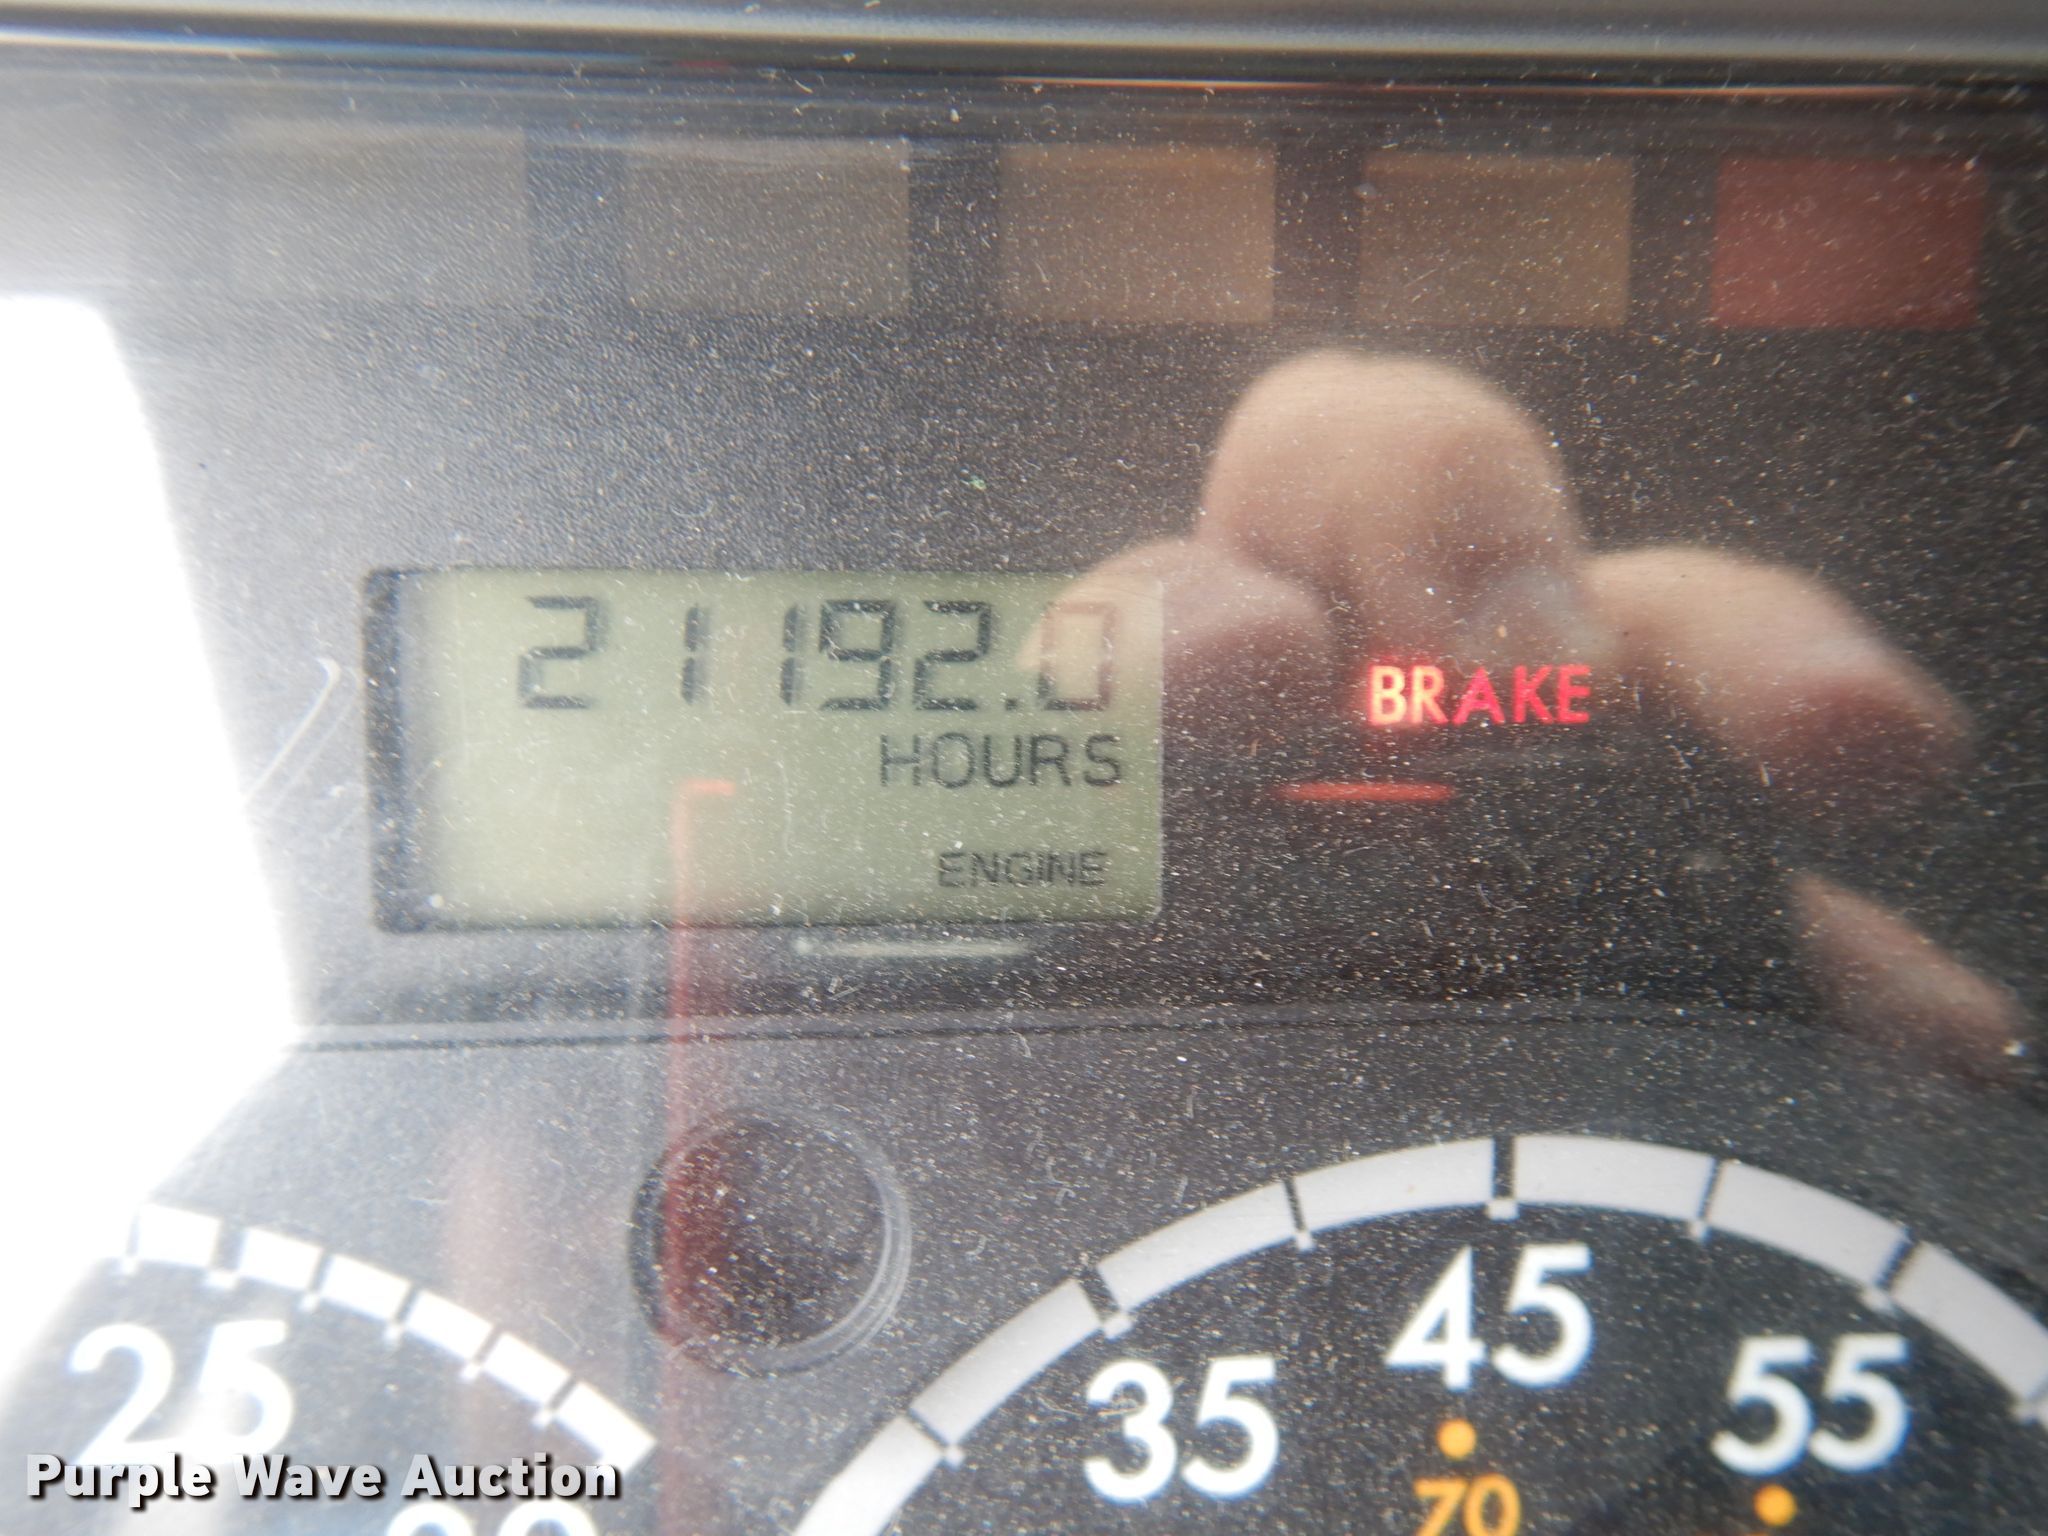 21192.0
HOURS
BRAKE
ENGINE
25
35
45
55
70
Purple Wave Auction